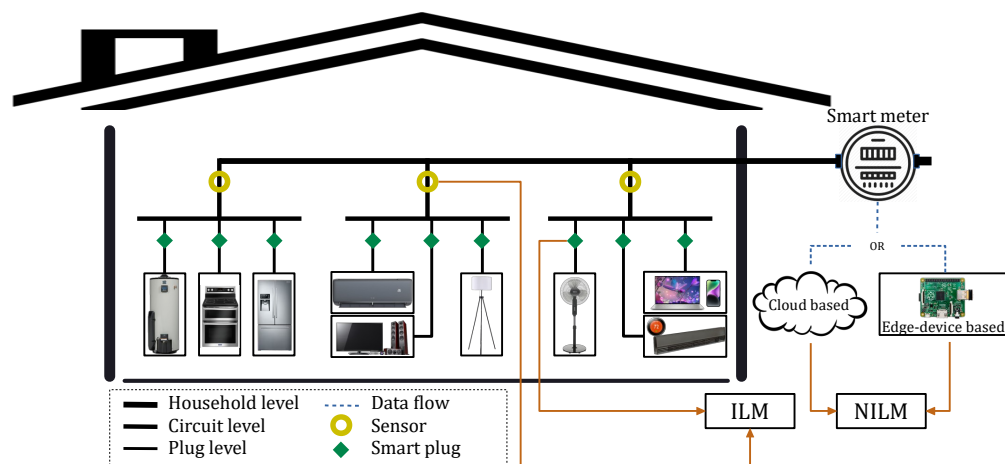 Smart meter
OR
Cloud based
Edge-device based
Household level
Circuit level
Plug level
Data flow
Sensor
Smart plug
ILM
NILM